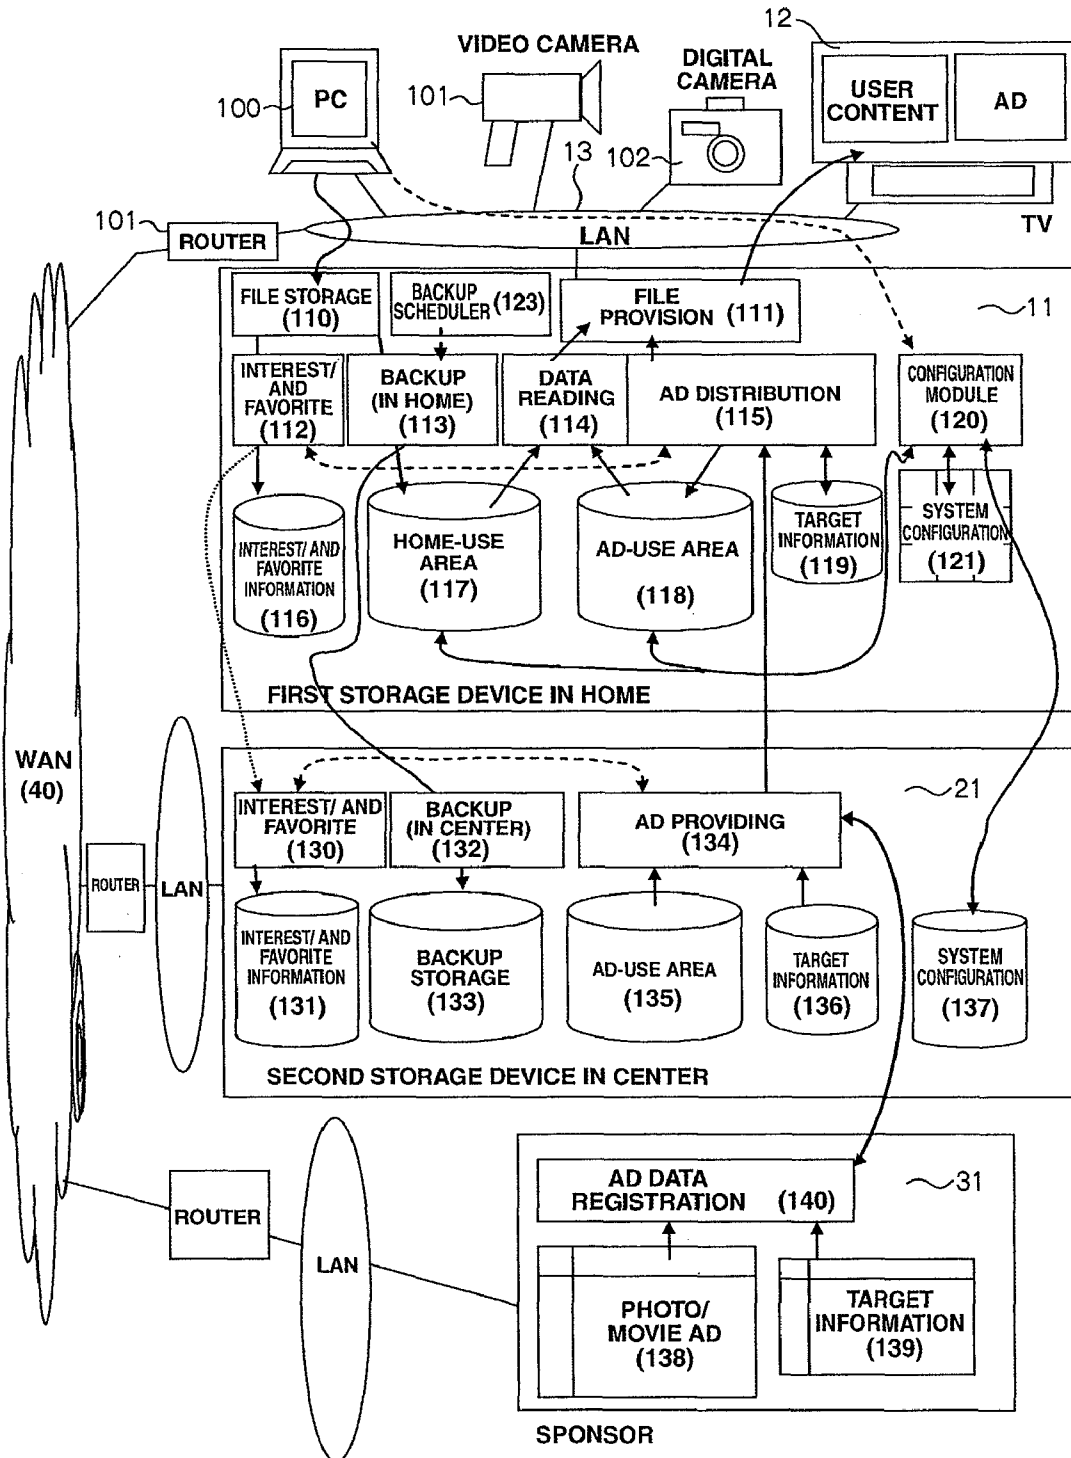 12
VIDEO CAMERA
DIGITAL
CAMERA
100
PC
101
102
USER
CONTENT
AD
13
TV
101
ROUTER
LAN
11
FILE STORAGE
(110)
BACKUP
SCHEDULER
(123)
FILE
PROVISION
(111)
INTEREST/
AND
FAVORITE
(112)
BACKUP
(IN HOME)
(113)
DATA
READING
(114)
AD DISTRIBUTION
(115)
CONFIGURATION
MODULE
(120)
INTEREST/ AND
FAVORITE
INFORMATION
(116)
HOME-USE
AREA
(117)
AD-USE AREA
(118)
TARGET
INFORMATION
(119)
SYSTEM
CONFIGURATION
(121)
FIRST STORAGE DEVICE IN HOME
WAN
(40)
21
INTEREST/ AND
FAVORITE
(130)
BACKUP
(IN CENTER)
(132)
AD PROVIDING
(134)
ROUTER
LAN
INTEREST/ AND
FAVORITE
INFORMATION
(131)
BACKUP
STORAGE
(133)
AD-USE AREA
(135)
TARGET
INFORMATION
(136)
SYSTEM
CONFIGURATION
(137)
SECOND STORAGE DEVICE IN CENTER
31
AD DATA
REGISTRATION
(140)
ROUTER
LAN
PHOTO/
MOVIE AD
(138)
TARGET
INFORMATION
(139)
SPONSOR